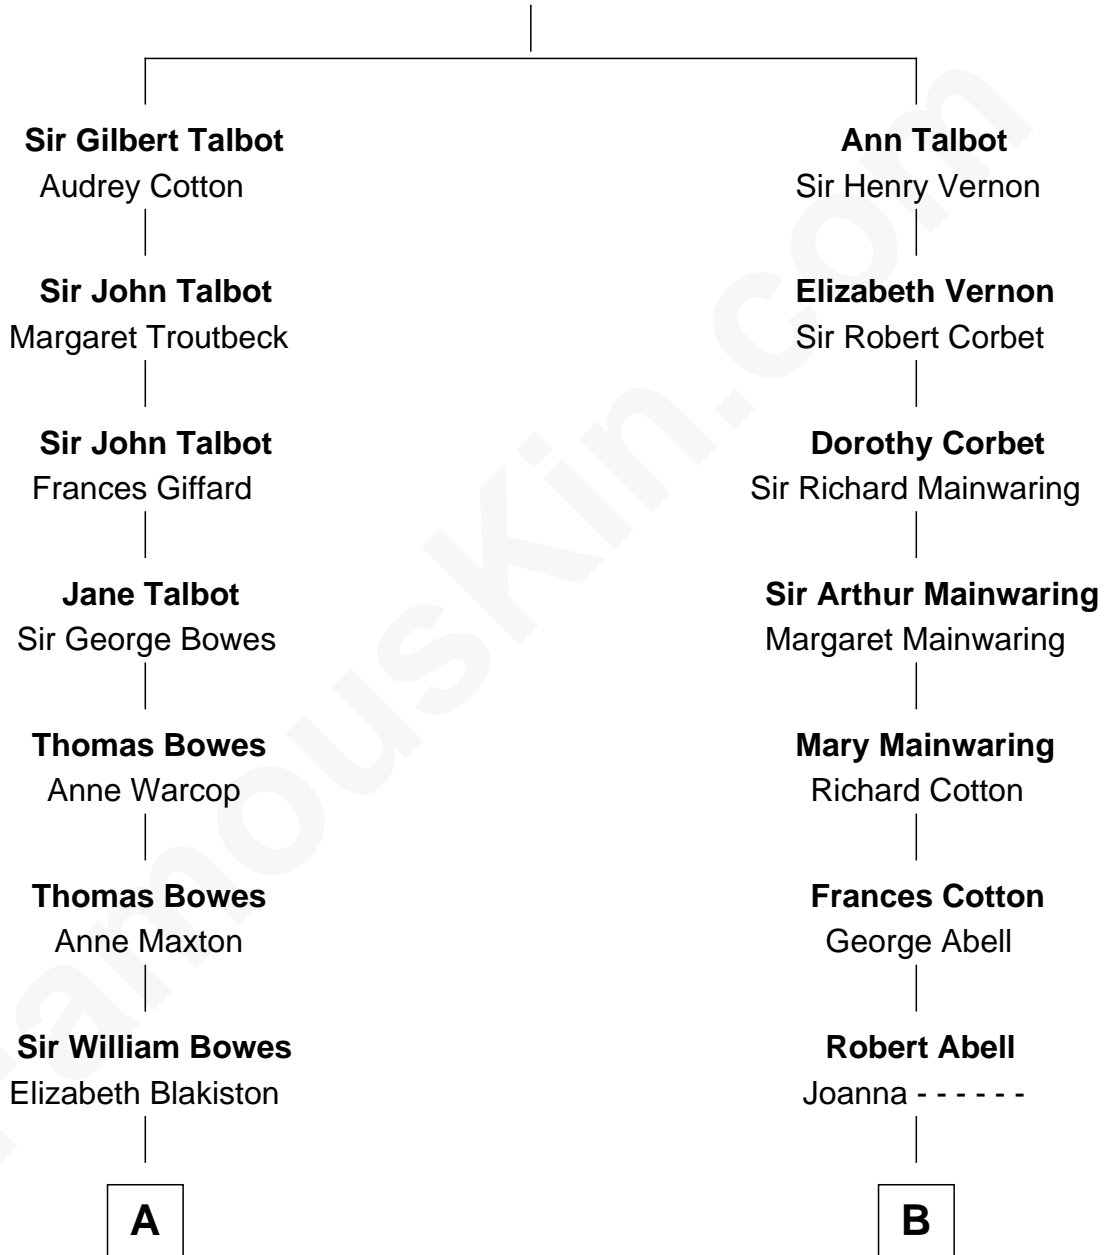 Sir Gilbert Talbot
Audrey Cotton
Ann Talbot
Sir Henry Vernon
Sir John Talbot
Margaret Troutbeck
Elizabeth Vernon
Sir Robert Corbet
Sir John Talbot
Frances Giffard
Dorothy Corbet
Sir Richard Mainwaring
Jane Talbot
Sir George Bowes
Sir Arthur Mainwaring
Margaret Mainwaring
Thomas Bowes
Anne Warcop
Mary Mainwaring
Richard Cotton
Thomas Bowes
Anne Maxton
Frances Cotton
George Abell
Sir William Bowes
Elizabeth Blakiston
Robert Abell
Joanna - - - - - -
A
B
FamousKin.com